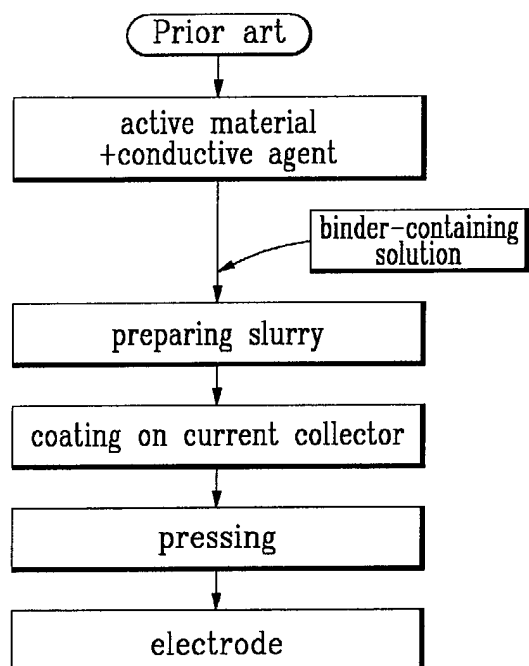 Prior art
active material
+conductive agent
binder-containing
solution
preparing slurry
coating on current collector
pressing
electrode